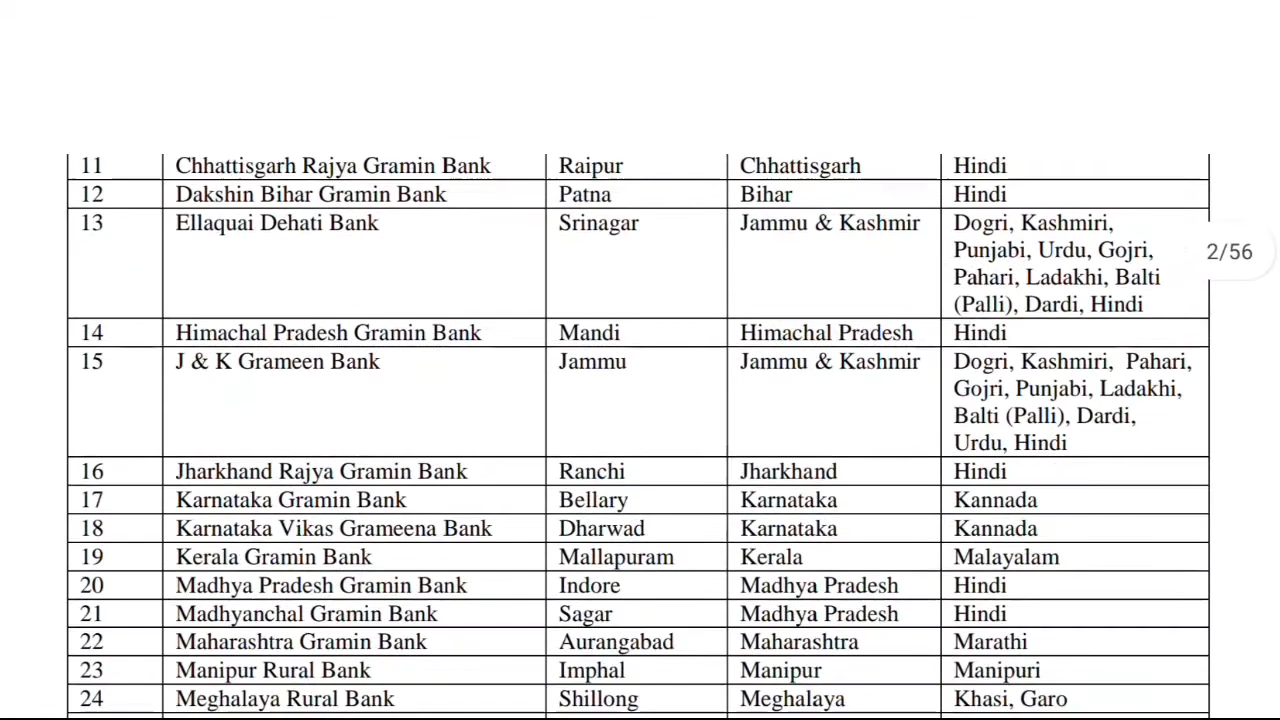 11 Chhattisgarh Rajya Gramin Bank Raipur Chhattisgarh Hindi
12 Dakshin Bihar Gramin Bank Patna Bihar Hindi
13 Ellaquai Dehati Bank Srinagar Jammu & Kashmir Dogri, Kashmiri,
Punjabi, Urdu, Gojri,
2/56
Pahari, Ladakhi, Balti
(Palli), Dardi, Hindi
14 Himachal Pradesh Gramin Bank Mandi Himachal Pradesh Hindi
15 J & K Grameen Bank Jammu Jammu & Kashmir Dogri, Kashmiri, Pahari,
Gojri, Punjabi, Ladakhi,
Balti (Palli), Dardi,
Urdu, Hindi
16 Jharkhand Rajya Gramin Bank Ranchi Jharkhand Hindi
17 Karnataka Gramin Bank Bellary Karnataka Kannada
18 Karnataka Vikas Grameena Bank Dharwad Karnataka Kannada
19 Kerala Gramin Bank Mallapuram Kerala Malayalam
20 Madhya Pradesh Gramin Bank Indore Madhya Pradesh Hindi
21 Madhyanchal Gramin Bank Sagar Madhya Pradesh Hindi
22 Maharashtra Gramin Bank Aurangabad Maharashtra Marathi
23 Manipur Rural Bank Imphal Manipur Manipuri
24 Meghalaya Rural Bank Shillong Meghalaya Khasi, Garo